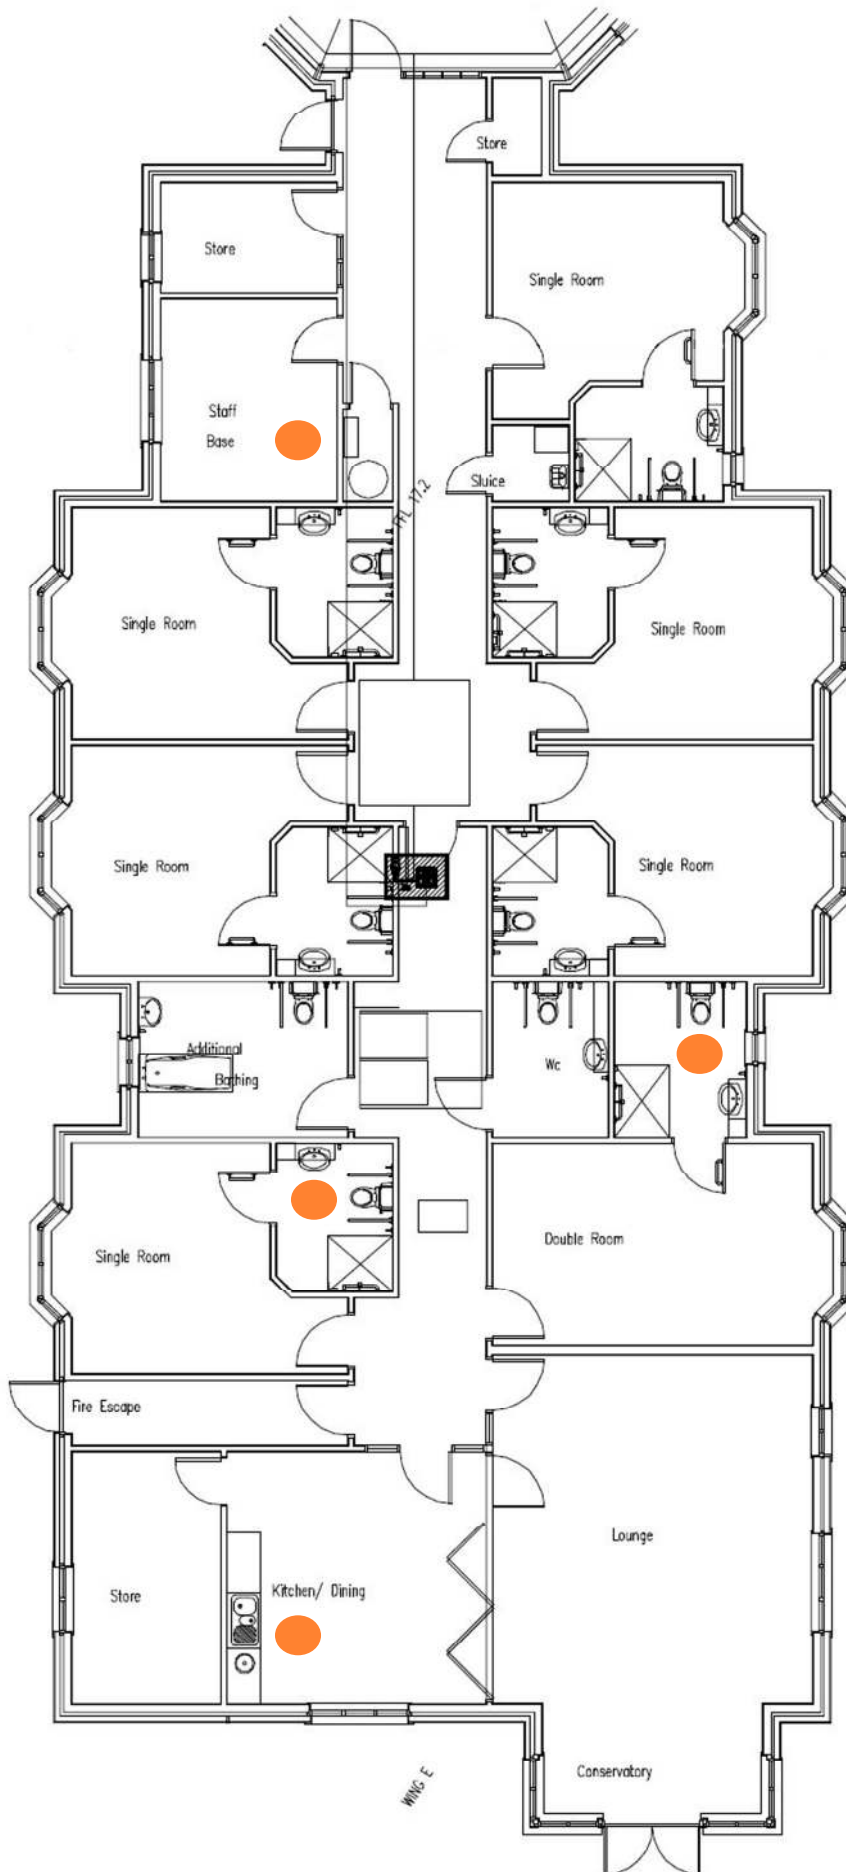 Store
Store
Single Room
Staff
Base
Sluice
FFL 17.2
Single Room
Single Room
Single Room
Single Room
Additional
Bathing
Wc
Single Room
Double Room
Fire Escape
Lounge
Kitchen/ Dining
Store
Conservatory
WING E